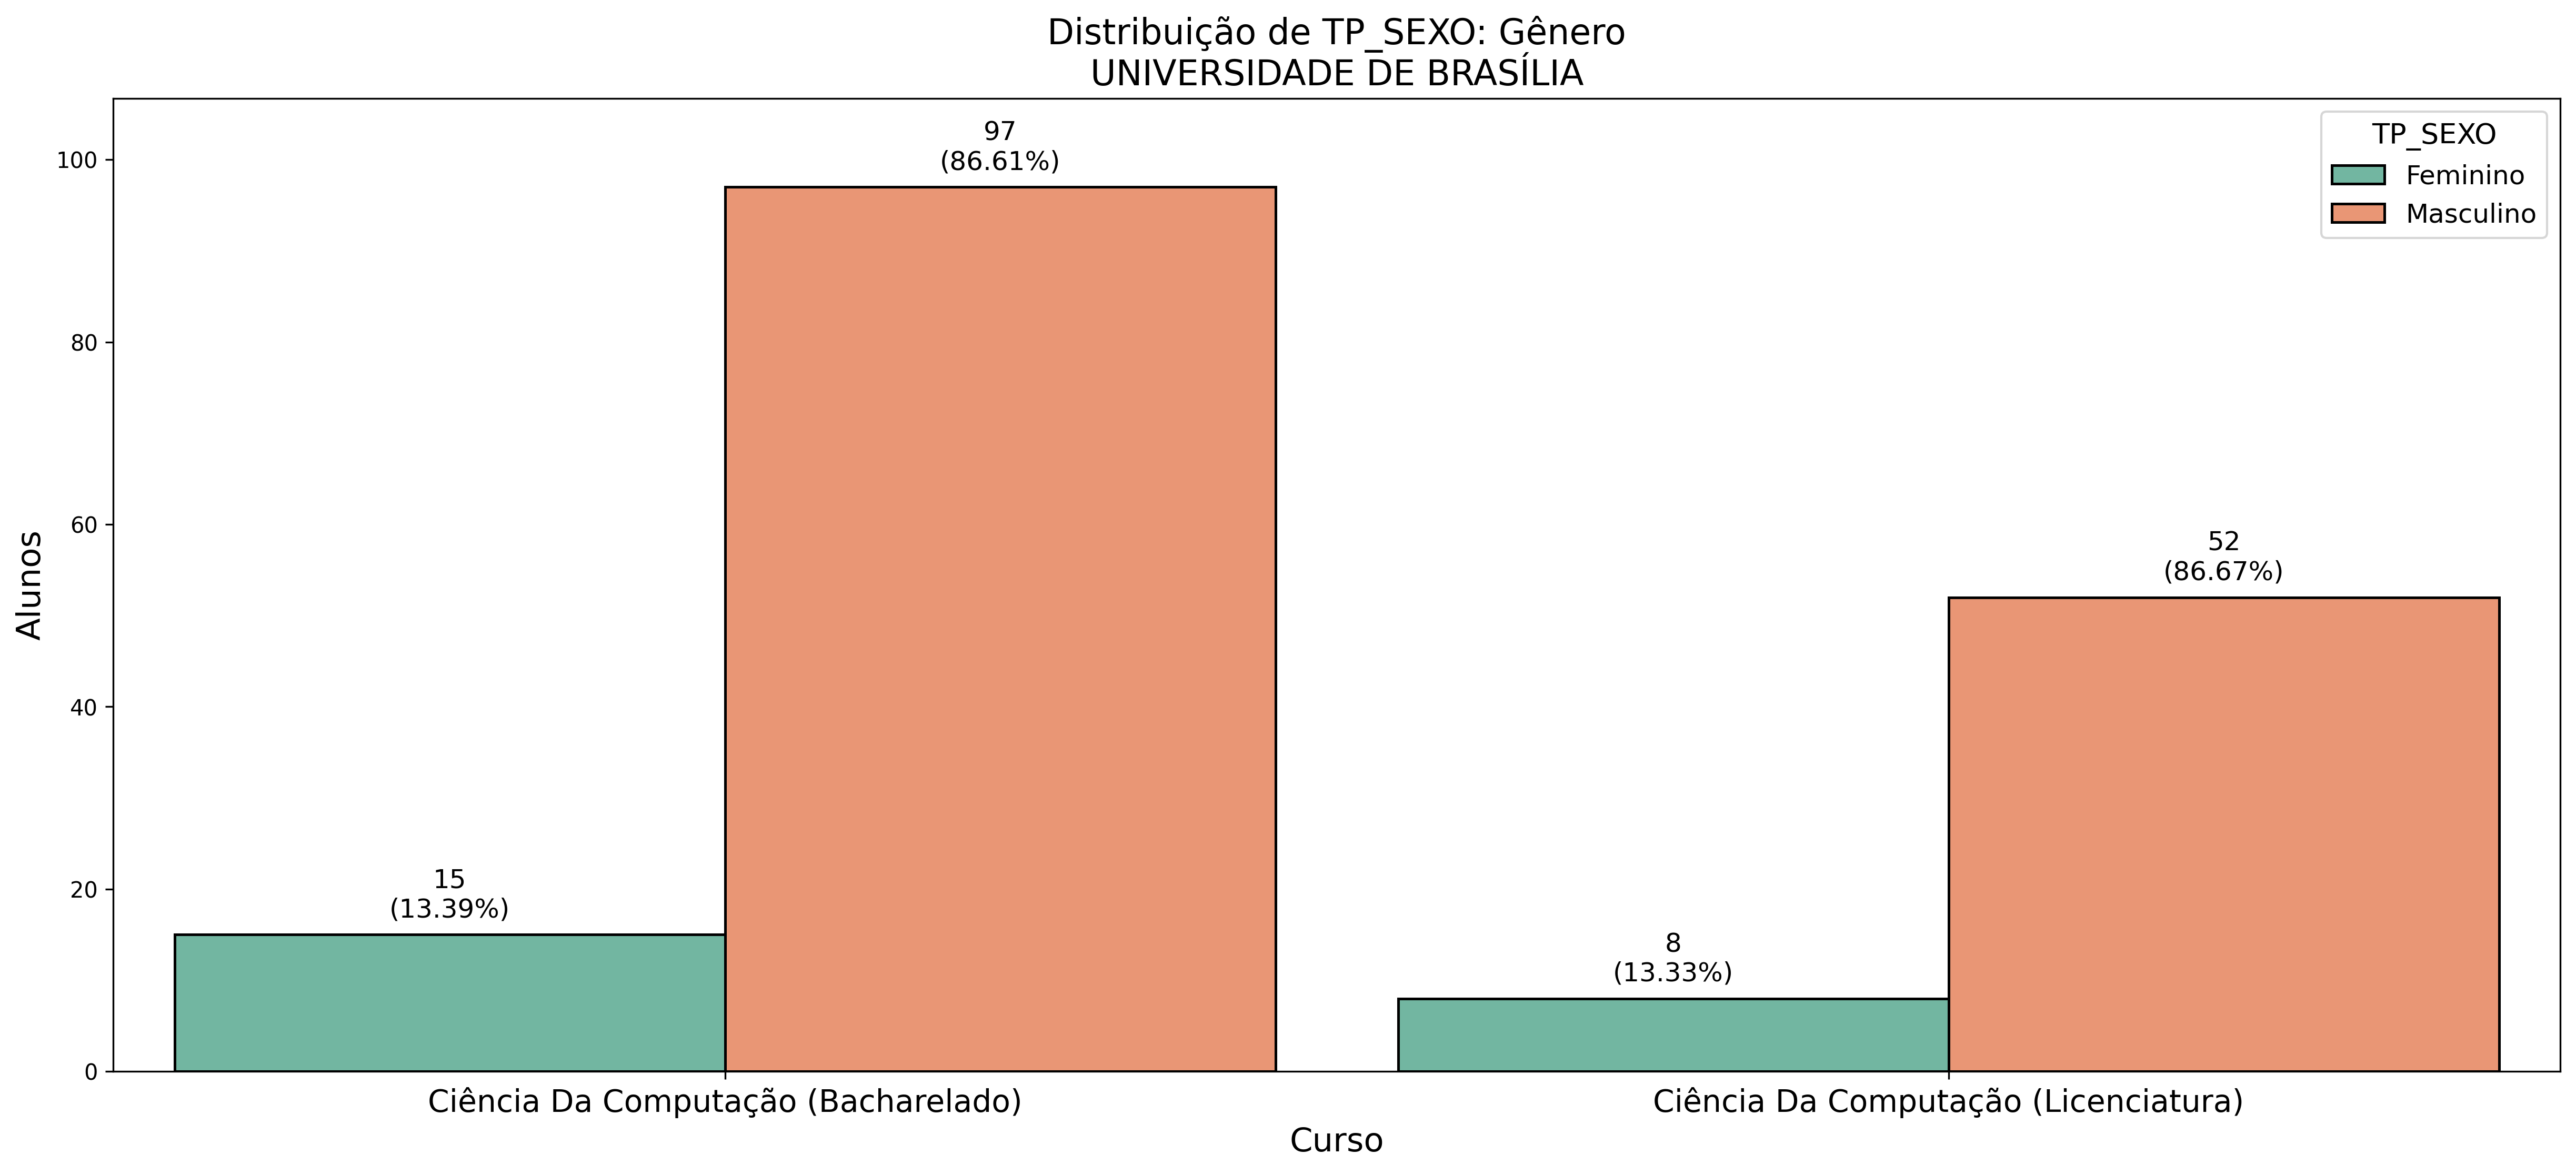 Distribuição de TP_SEXO: Gênero
UNIVERSIDADE DE BRASÍLIA
TP_SEXO
Feminino
Masculino
Alunos
100
80
60
40
20
0
15
(13.39%)
97
(86.61%)
8
(13.33%)
52
(86.67%)
Ciência Da Computação (Bacharelado)
Ciência Da Computação (Licenciatura)
Curso